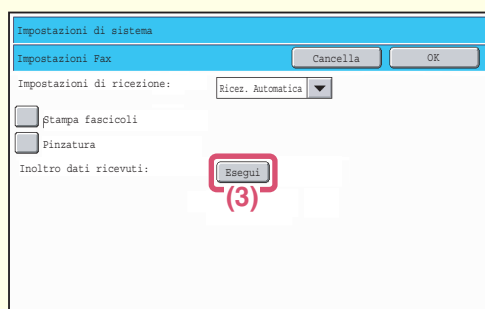 Impostazioni di sistema
Impostazioni Fax Cancella OK
Impostazioni di ricezione: Ricez. Automatica
Stampa fascicoli
Pinzatura
Inoltro dati ricevuti: Esegui
(3)